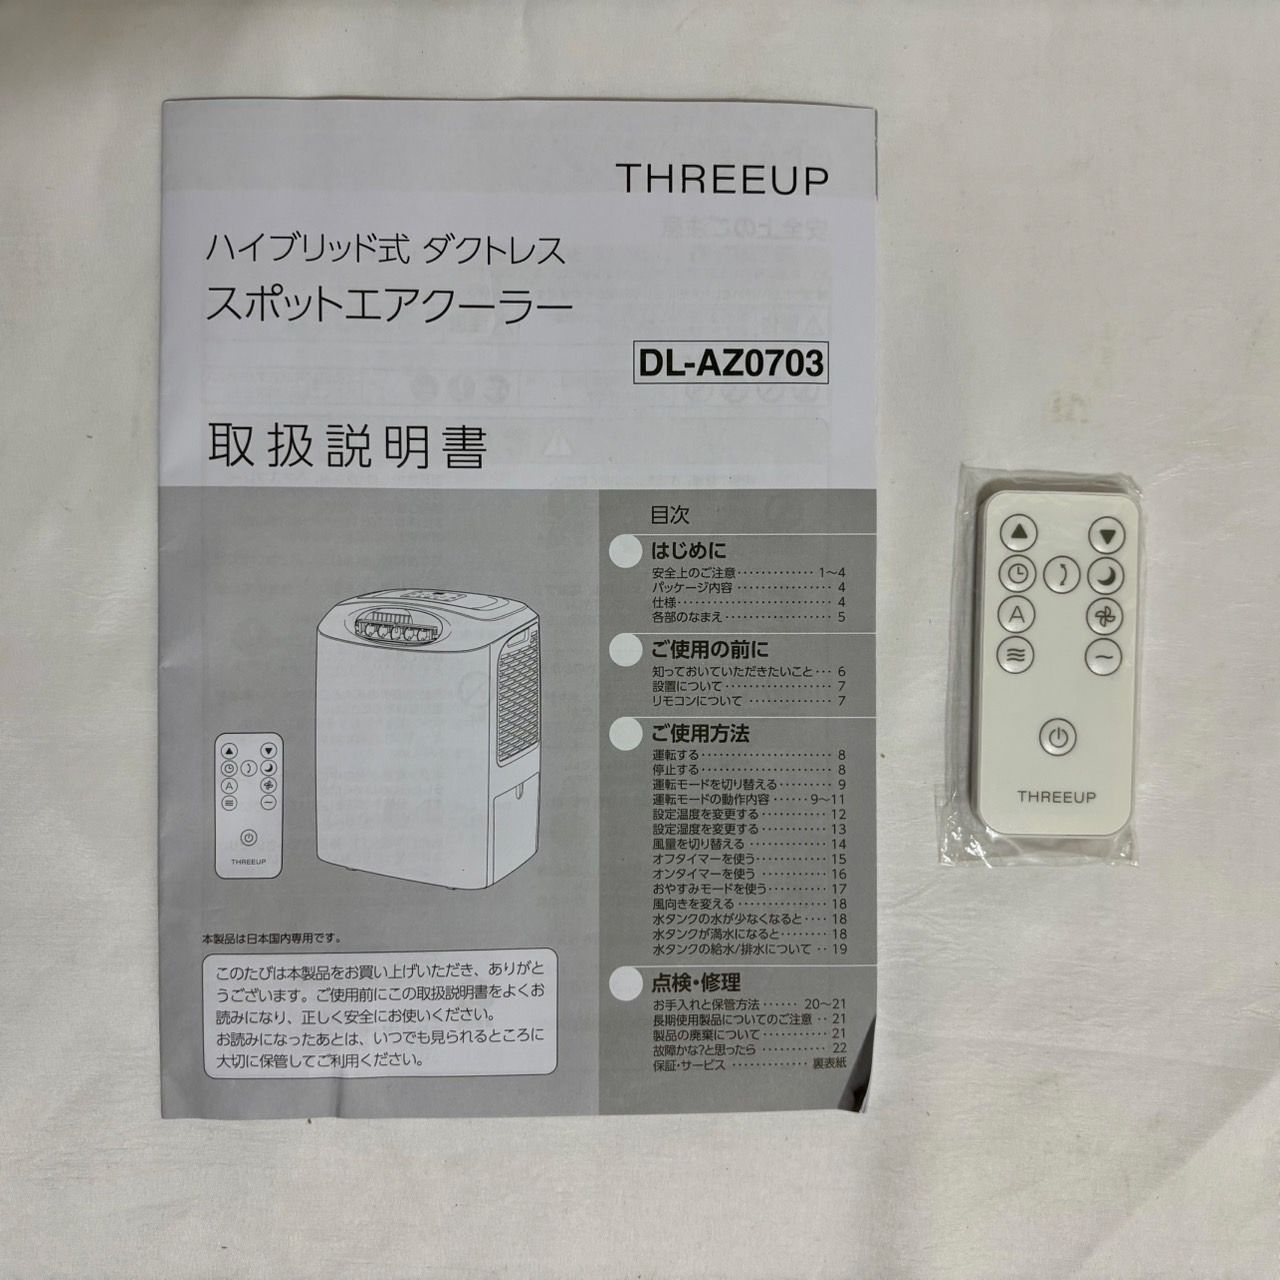 THREEUP
ハイブリッド式 ダクトレス
スポットエアクーラー
DL-AZ0703
取扱説明書
目次
はじめに
安全上のご注意・・・・・・・・・・・・・ 1〜4
パッケージ内容・・・・・・・・・・・・・ 4
仕様・・・・・・・・・・・・・・・・・・・・・・ 4
各部のなまえ・・・・・・・・・・・・・・・ 5
ご使用の前に
知っておいていただきたいこと・・・ 6
設置について・・・・・・・・・・・・・・・ 7
リモコンについて ・・・・・・・・・・・・ 7
ご使用方法
運転する・・・・・・・・・・・・・・・・・・ 8
停止する・・・・・・・・・・・・・・・・・・ 8
運転モードを切り替える・・・・・・・・ 9
運転モードの動作内容・・・・・・9〜11
設定温度を変更する・・・・・・・・・・ 12
設定湿度を変更する・・・・・・・・・・ 13
風量を切り替える ・・・・・・・・・・・ 14
オフタイマーを使う・・・・・・・・・・ 15
オンタイマーを使う ・・・・・・・・・ 16
おやすみモードを使う・・・・・・・・ 17
風向きを変える ・・・・・・・・・・・・ 18
水タンクの水が少なくなると・・・・ 18
水タンクが満水になると・・・・・・・ 18
水タンクの給水/排水について ・・ 19
点検・修理
お手入れと保管方法・・・・・・ 20〜21
長期使用製品についてのご注意 ・・ 21
製品の廃棄について・・・・・・・・・・ 21
故障かな?と思ったら ・・・・・・・・ 22
保証・サービス ・・・・・・・・・・ 裏表紙
A
THREEUP
本製品は日本国内専用です。
このたびは本製品をお買い上げいただき、ありがと
うございます。ご使用前にこの取扱説明書をよくお
読みになり、正しく安全にお使いください。
お読みになったあとは、いつでも見られるところに
大切に保管してご利用ください。
A
THREEUP